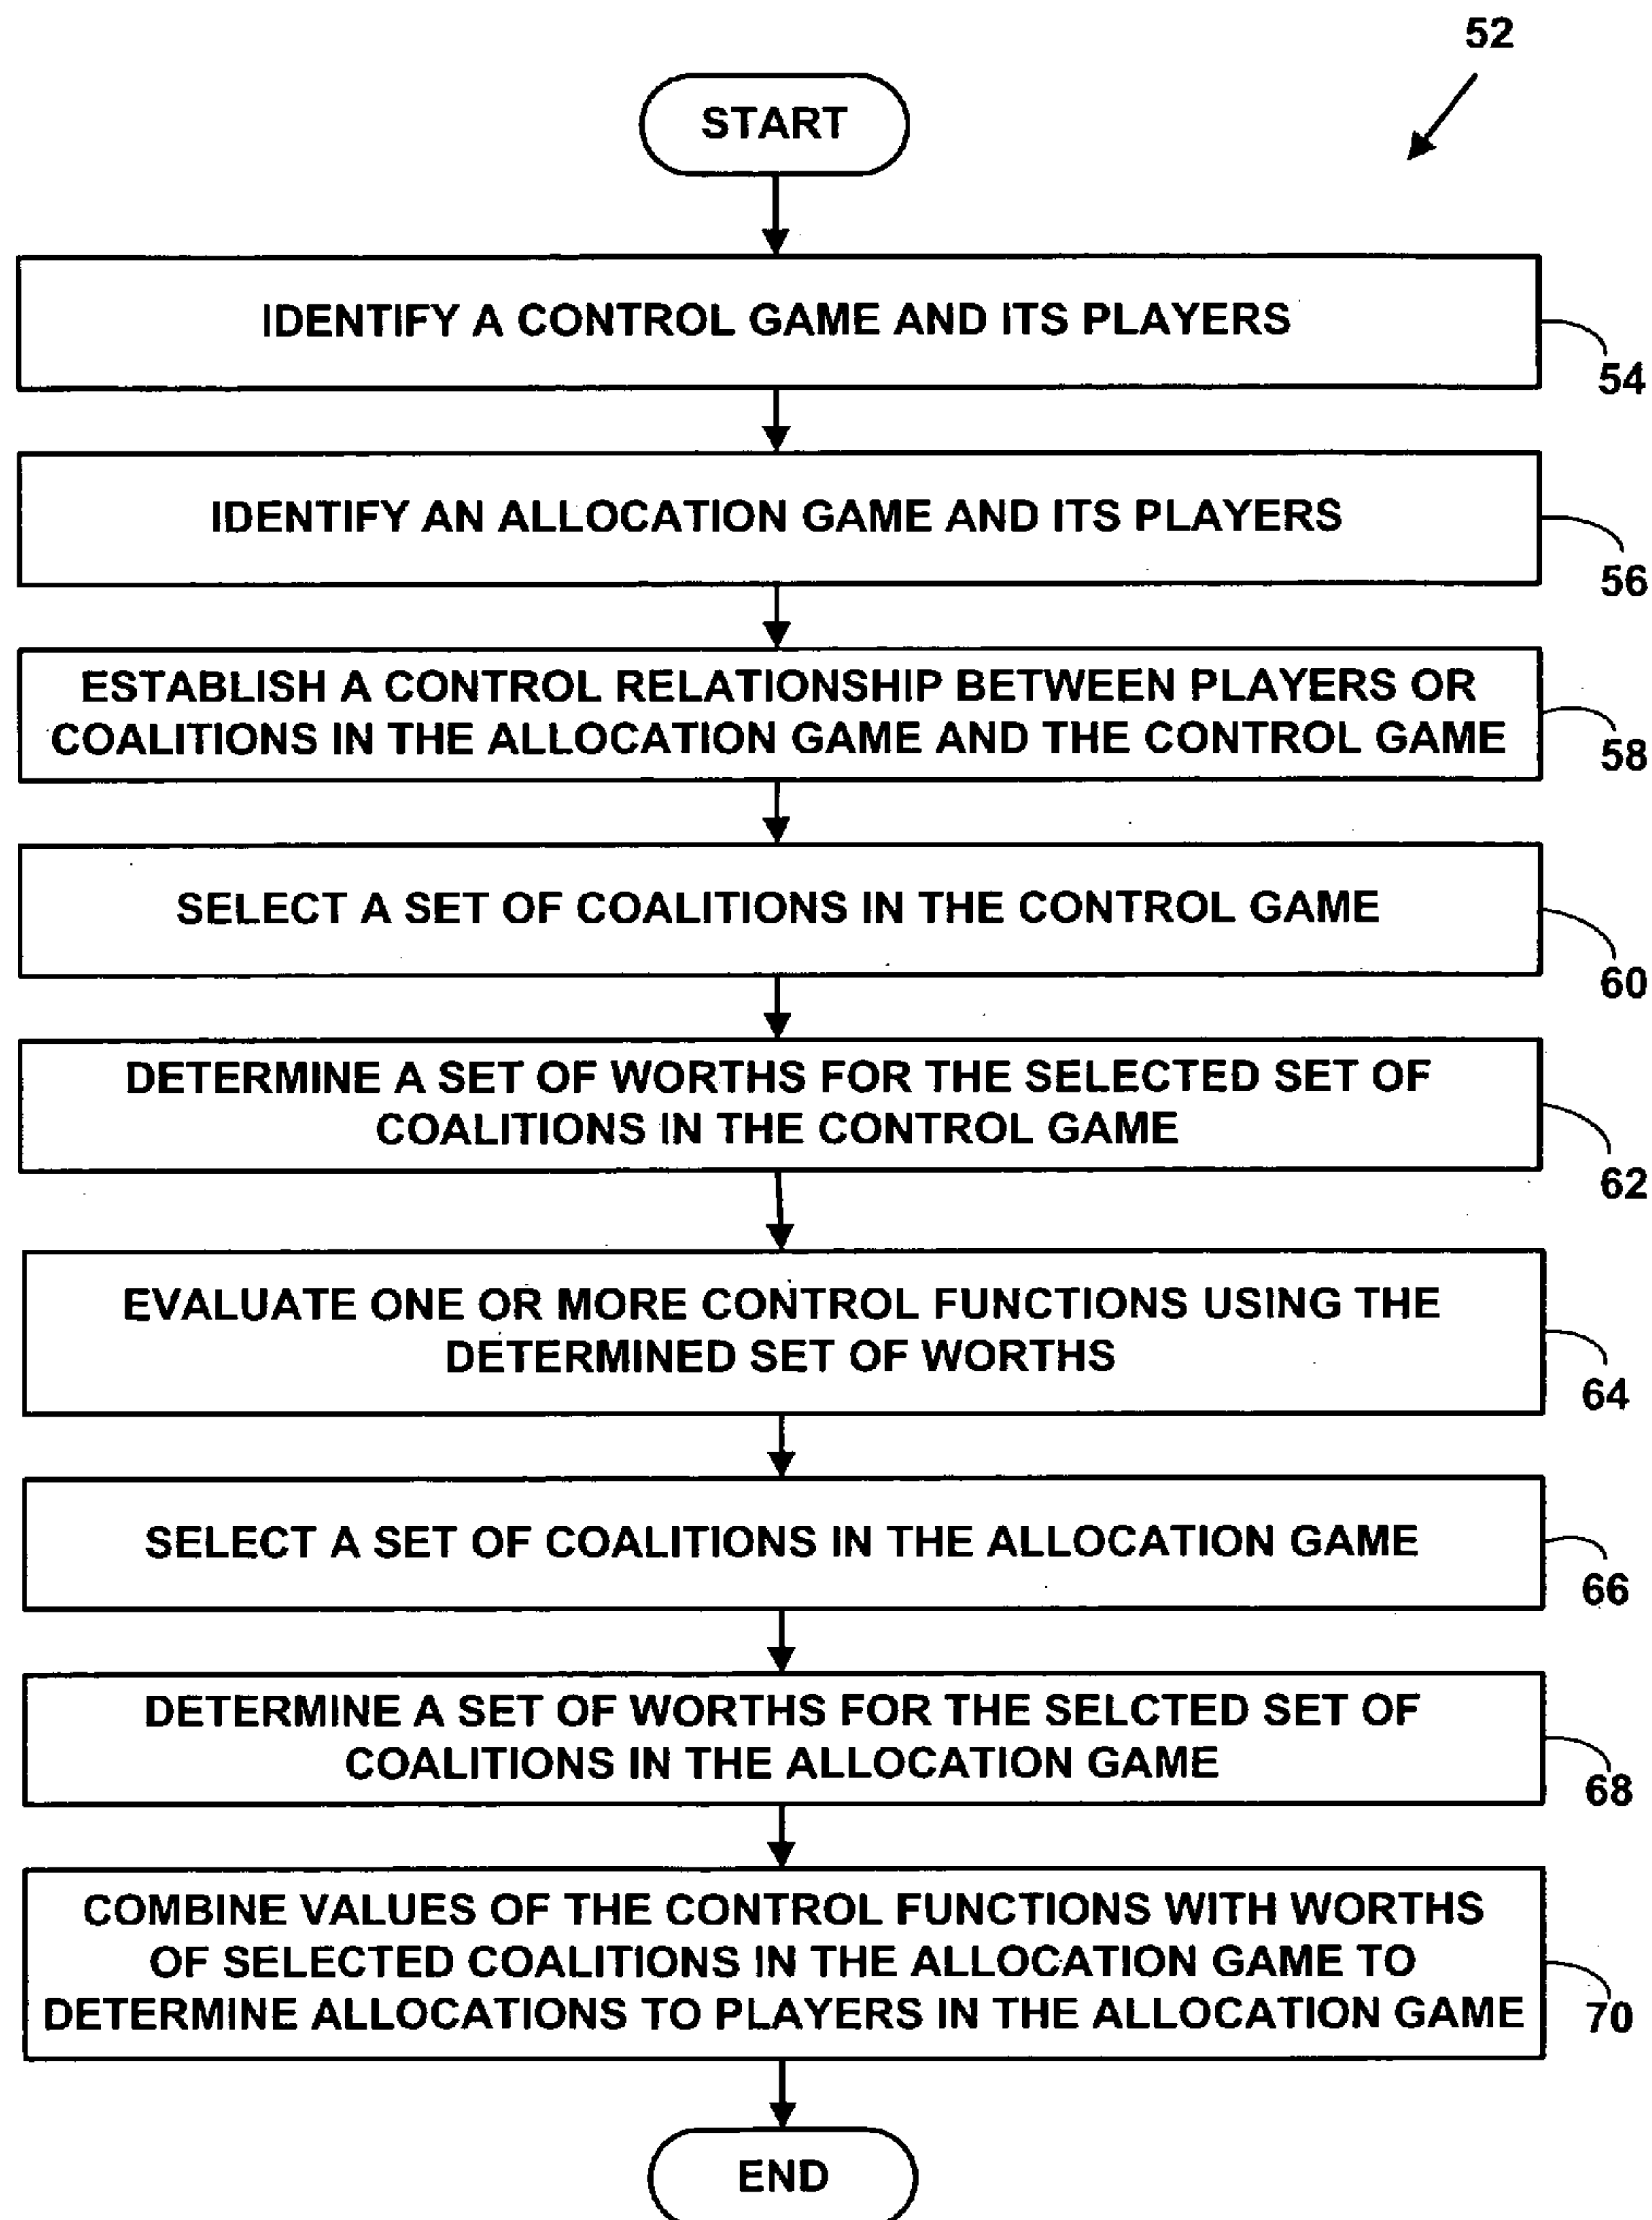 52
START
IDENTIFY A CONTROL GAME AND ITS PLAYERS
54
IDENTIFY AN ALLOCATION GAME AND ITS PLAYERS
56
ESTABLISH A CONTROL RELATIONSHIP BETWEEN PLAYERS OR
COALITIONS IN THE ALLOCATION GAME AND THE CONTROL GAME
58
SELECT A SET OF COALITIONS IN THE CONTROL GAME
60
DETERMINE A SET OF WORTHS FOR THE SELECTED SET OF
COALITIONS IN THE CONTROL GAME
62
EVALUATE ONE OR MORE CONTROL FUNCTIONS USING THE
DETERMINED SET OF WORTHS
64
SELECT A SET OF COALITIONS IN THE ALLOCATION GAME
66
DETERMINE A SET OF WORTHS FOR THE SELCTED SET OF
COALITIONS IN THE ALLOCATION GAME
68
COMBINE VALUES OF THE CONTROL FUNCTIONS WITH WORTHS
OF SELECTED COALITIONS IN THE ALLOCATION GAME TO
DETERMINE ALLOCATIONS TO PLAYERS IN THE ALLOCATION GAME
70
END